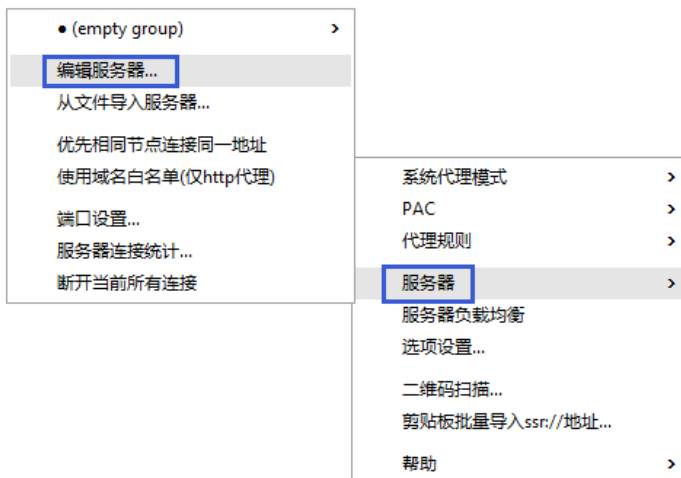 ● (empty group)
编辑服务器...
从文件导入服务器...
优先相同节点连接同一地址
使用域名白名单(仅http代理)
端口设置...
服务器连接统计...
断开当前所有连接
系统代理模式
PAC
代理规则
服务器
服务器负载均衡
选项设置...
二维码扫描...
剪贴板批量导入ssr://地址...
帮助